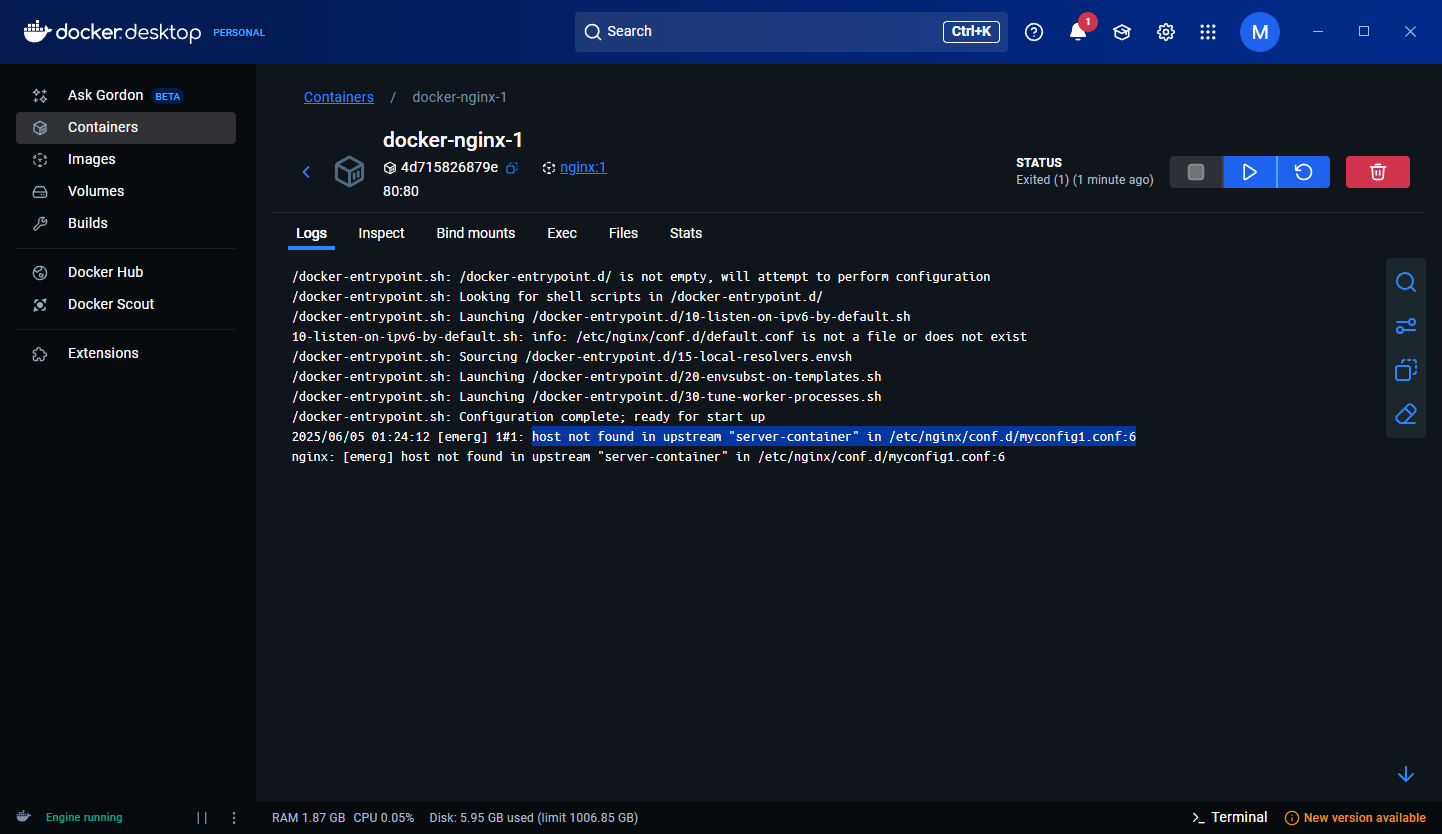 docker.desktop PERSONAL
Search Ctrl+K
1
M
Ask Gordon BETA
Containers
Images
Volumes
Builds
Docker Hub
Docker Scout
Extensions
Containers / docker-nginx-1
docker-nginx-1
4d715826879e nginx:1
80:80
STATUS
Exited (1) (1 minute ago)
Logs Inspect Bind mounts Exec Files Stats
/docker-entrypoint.sh: /docker-entrypoint.d/ is not empty, will attempt to perform configuration
/docker-entrypoint.sh: Looking for shell scripts in /docker-entrypoint.d/
/docker-entrypoint.sh: Launching /docker-entrypoint.d/10-listen-on-ipv6-by-default.sh
10-listen-on-ipv6-by-default.sh: info: /etc/nginx/conf.d/default.conf is not a file or does not exist
/docker-entrypoint.sh: Sourcing /docker-entrypoint.d/15-local-resolvers.envsh
/docker-entrypoint.sh: Launching /docker-entrypoint.d/20-envsubst-on-templates.sh
/docker-entrypoint.sh: Launching /docker-entrypoint.d/30-tune-worker-processes.sh
/docker-entrypoint.sh: Configuration complete; ready for start up
2025/06/05 01:24:12 [emerg] 1#1: host not found in upstream "server-container" in /etc/nginx/conf.d/myconfig1.conf:6
nginx: [emerg] host not found in upstream "server-container" in /etc/nginx/conf.d/myconfig1.conf:6
Engine running
RAM 1.87 GB CPU 0.05% Disk: 5.95 GB used (limit 1006.85 GB)
Terminal
New version available